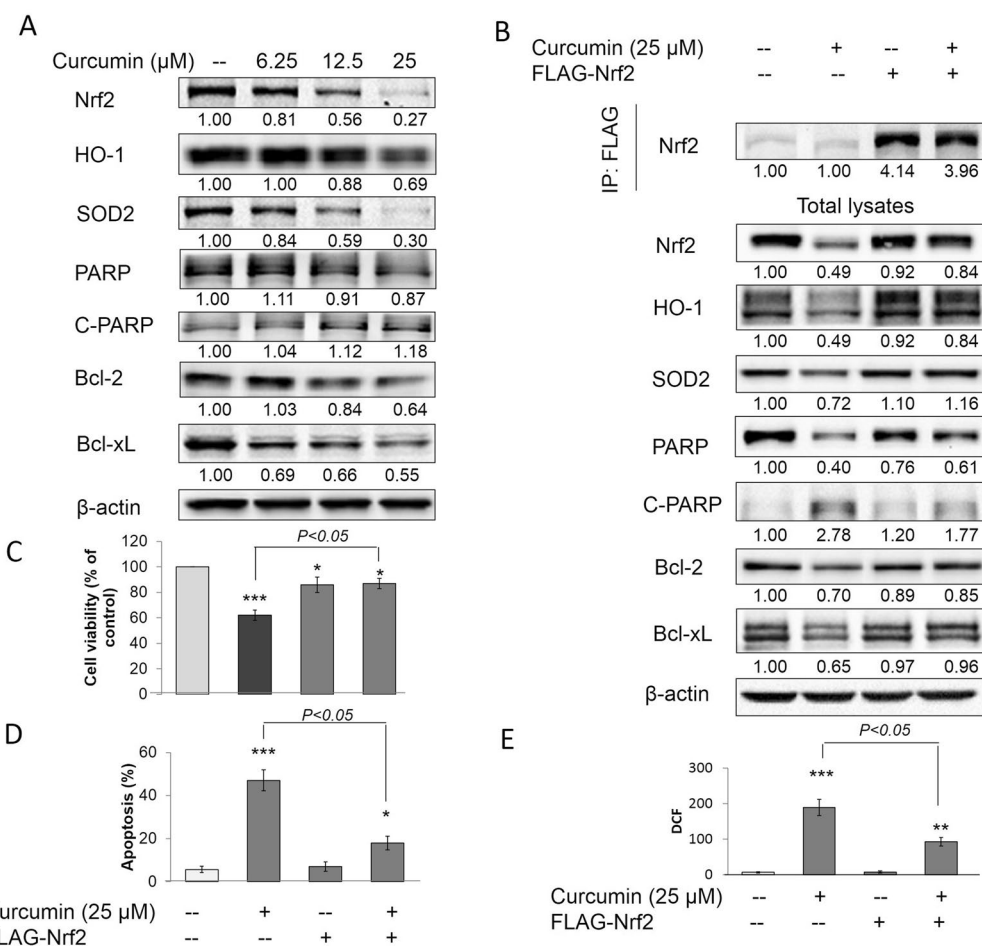 A
Curcumin (µM) -- 6.25 12.5 25
Nrf2
1.00 0.81 0.56 0.27
HO-1
1.00 1.00 0.88 0.69
SOD2
1.00 0.84 0.59 0.30
PARP
1.00 1.11 0.91 0.87
C-PARP
1.00 1.04 1.12 1.18
Bcl-2
1.00 1.03 0.84 0.64
Bcl-xL
1.00 0.69 0.66 0.55
β-actin
B
Curcumin (25 µM) -- + -- +
FLAG-Nrf2 -- -- + +
IP: FLAG
Nrf2
1.00 1.00 4.14 3.96
Total lysates
Nrf2
1.00 0.49 0.92 0.84
HO-1
1.00 0.49 0.92 0.84
SOD2
1.00 0.72 1.10 1.16
PARP
1.00 0.40 0.76 0.61
C-PARP
1.00 2.78 1.20 1.77
Bcl-2
1.00 0.70 0.89 0.85
Bcl-xL
1.00 0.65 0.97 0.96
β-actin
C
P<0.05
Cell viability (% of
control)
120
100
80
60
40
20
0
*** * *
D
P<0.05
Apoptosis (%)
60
40
20
0
*** *
urcumin (25 µM) -- + -- +
LAG-Nrf2 -- -- + +
E
P<0.05
DCF
300
200
100
0
*** **
Curcumin (25 µM) -- + -- +
FLAG-Nrf2 -- -- + +